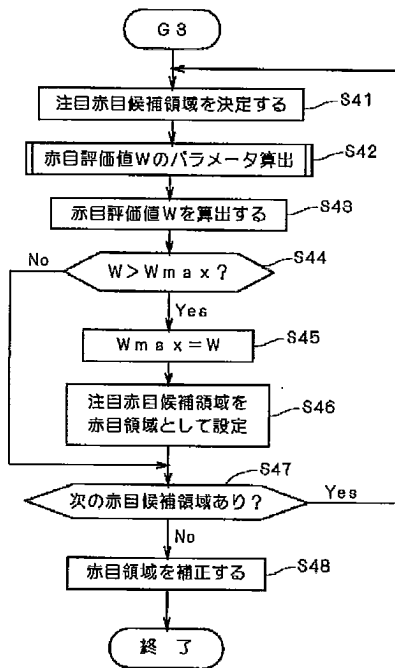 G3
注目赤目候補領域を決定する
S41
赤目評価値Wのパラメータ算出
S42
赤目評価値Wを算出する
S43
W>Wmax?
S44
No
Yes
Wmax=W
S45
注目赤目候補領域を
赤目領域として設定
S46
次の赤目候補領域あり?
S47
Yes
No
赤目領域を補正する
S48
終了